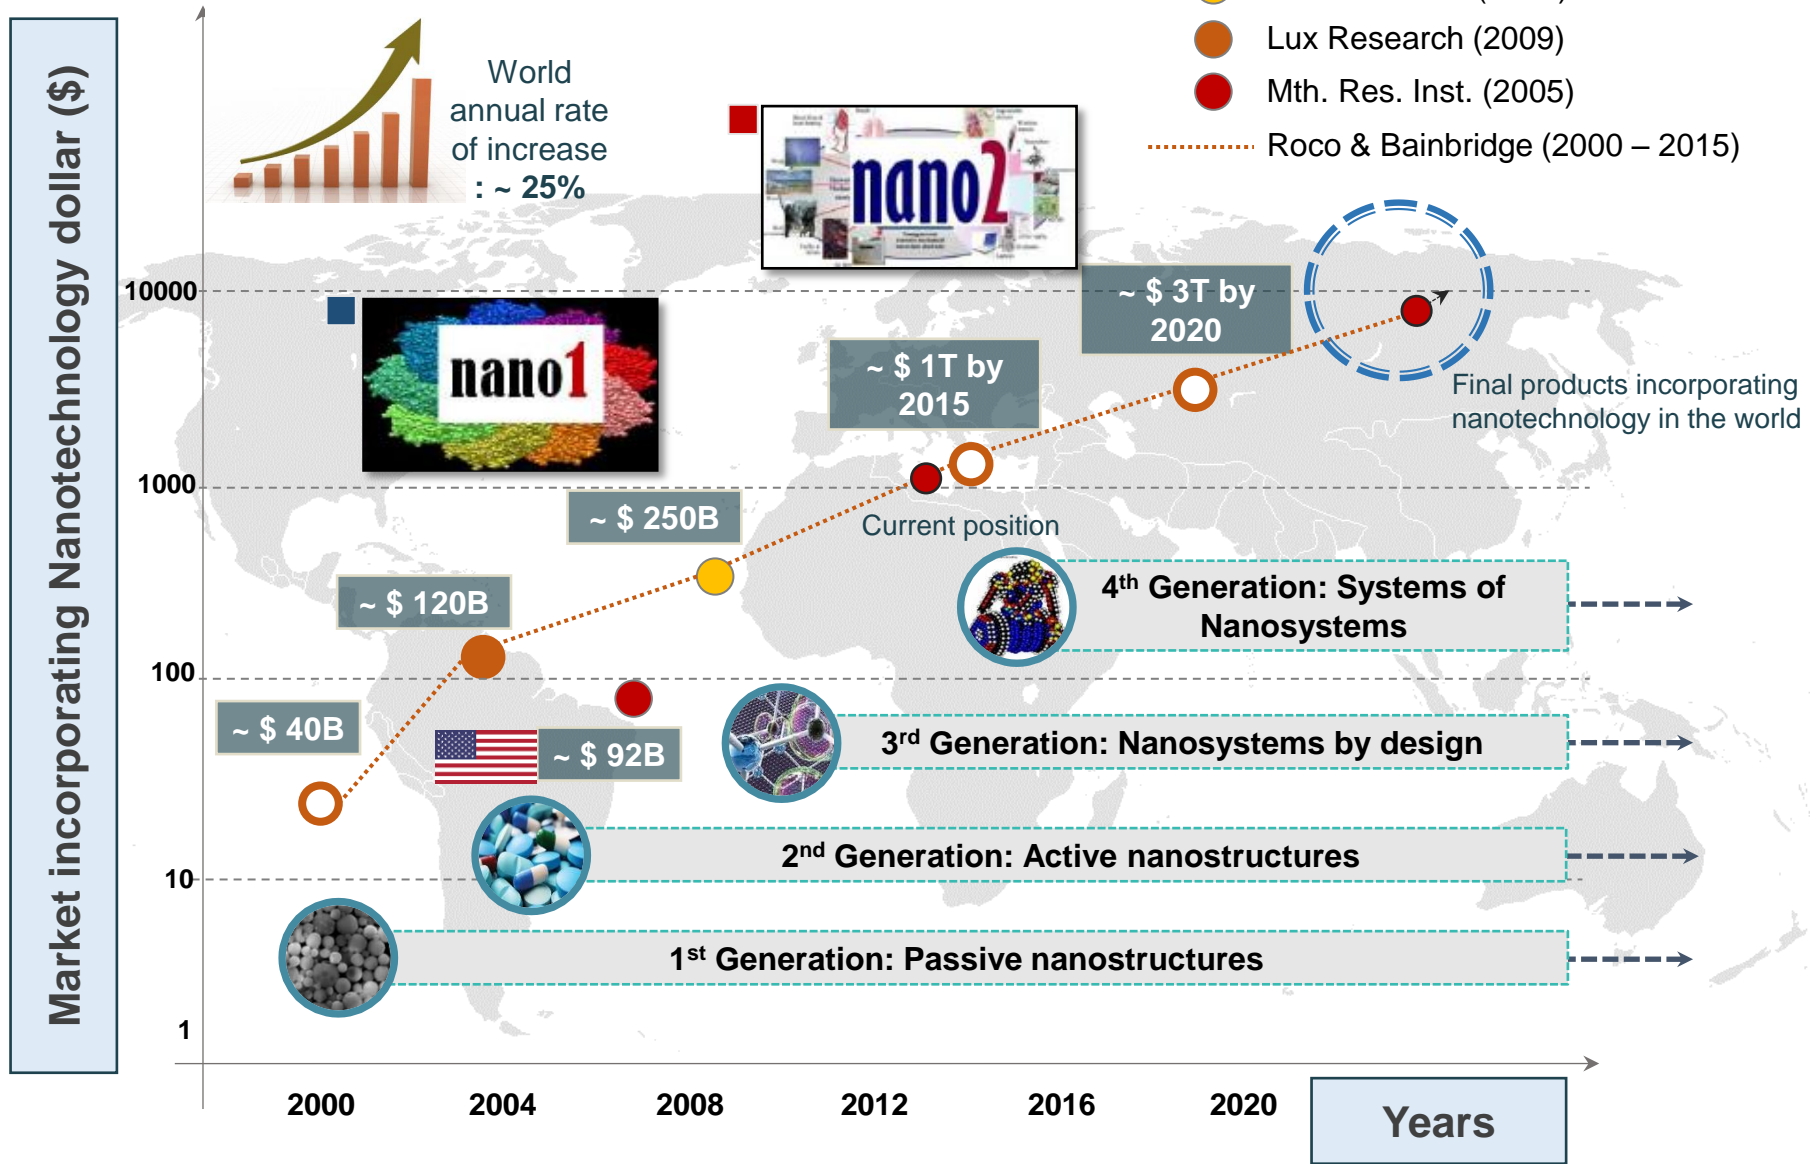 Lux Research (2009)
Mth. Res. Inst. (2005)
Roco & Bainbridge (2000 – 2015)
World
annual rate
of increase
: ~ 25%
nano2
nano1
Market incorporating Nanotechnology dollar ($)
10000
1000
100
10
1
~ $ 3T by
2020
~ $ 1T by
2015
Final products incorporating
nanotechnology in the world
~ $ 250B
Current position
~ $ 120B
~ $ 40B
~ $ 92B
4th Generation: Systems of
Nanosystems
3rd Generation: Nanosystems by design
2nd Generation: Active nanostructures
1st Generation: Passive nanostructures
2000
2004
2008
2012
2016
2020
Years